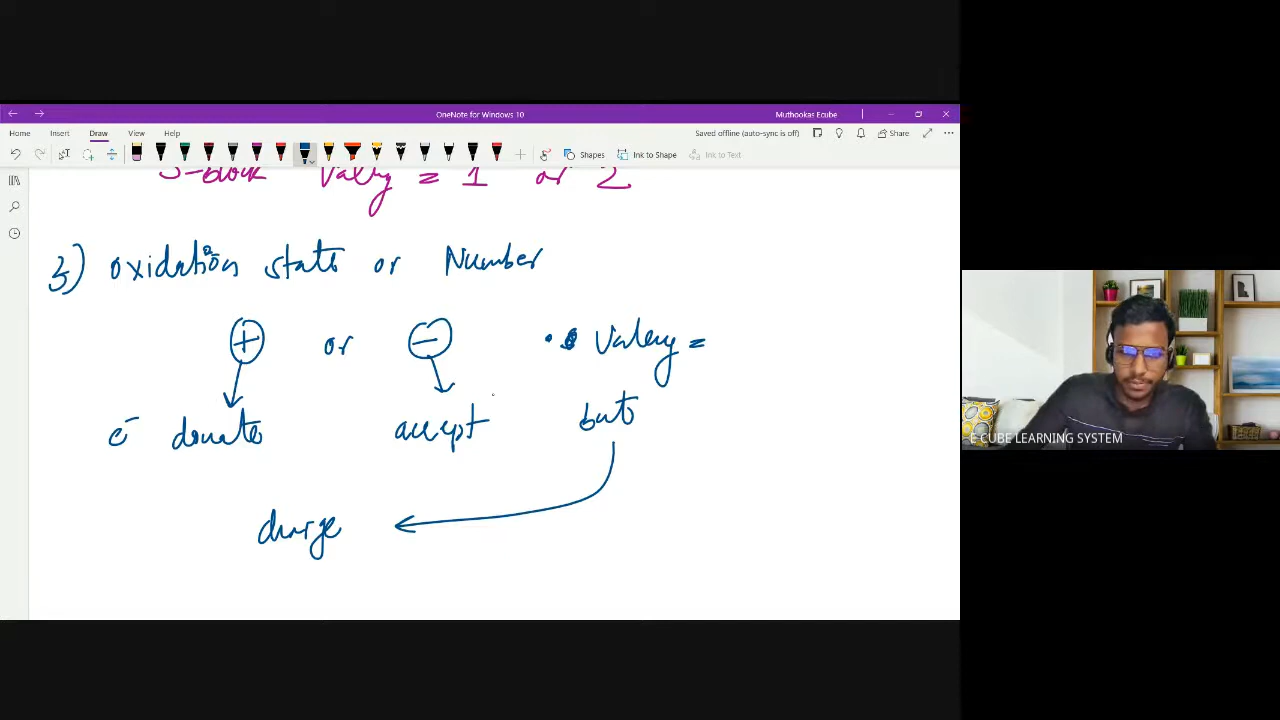 OneNote for Windows 10
Muthookas Ecube
Home Insert Draw View Help
Saved offline (auto-sync is off)
Share
Shapes
Ink to Shape
Ink to Text
S-block Valency = 1 or 2
3) oxidation state or Number
+ or − • Valency =
e⁻ donate accept but
charge
E CUBE LEARNING SYSTEM